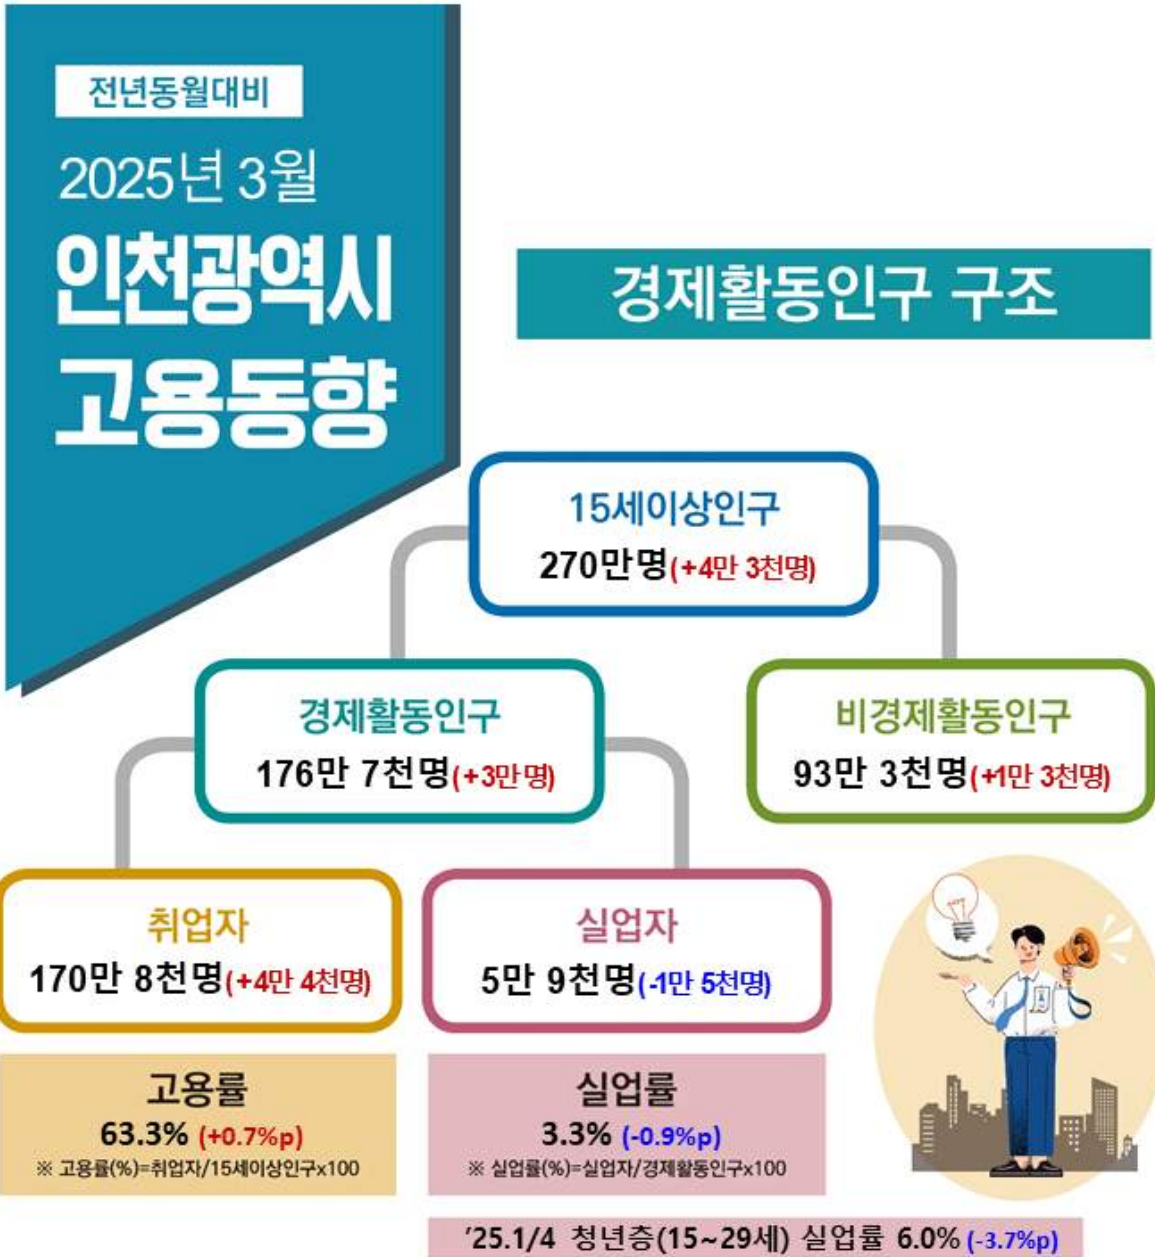 전년동월대비
2025년 3월
인천광역시
고용동향
경제활동인구 구조
15세이상인구
270만명(+4만 3천명)
경제활동인구
176만 7천명(+3만명)
비경제활동인구
93만 3천명(+1만 3천명)
취업자
170만 8천명(+4만 4천명)
실업자
5만 9천명(-1만 5천명)
고용률
63.3% (+0.7%p)
※ 고용률(%)=취업자/15세이상인구x100
실업률
3.3% (-0.9%p)
※ 실업률(%)=실업자/경제활동인구x100
'25.1/4 청년층(15~29세) 실업률 6.0% (-3.7%p)